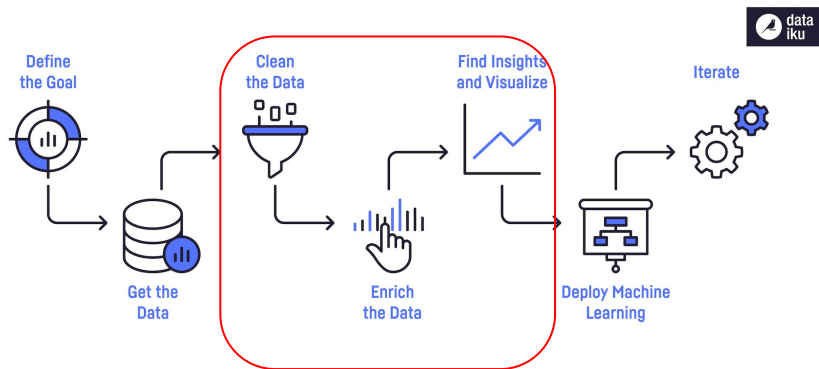 data
iku
Define
the Goal
Get the
Data
Clean
the Data
Enrich
the Data
Find Insights
and Visualize
Deploy Machine
Learning
Iterate